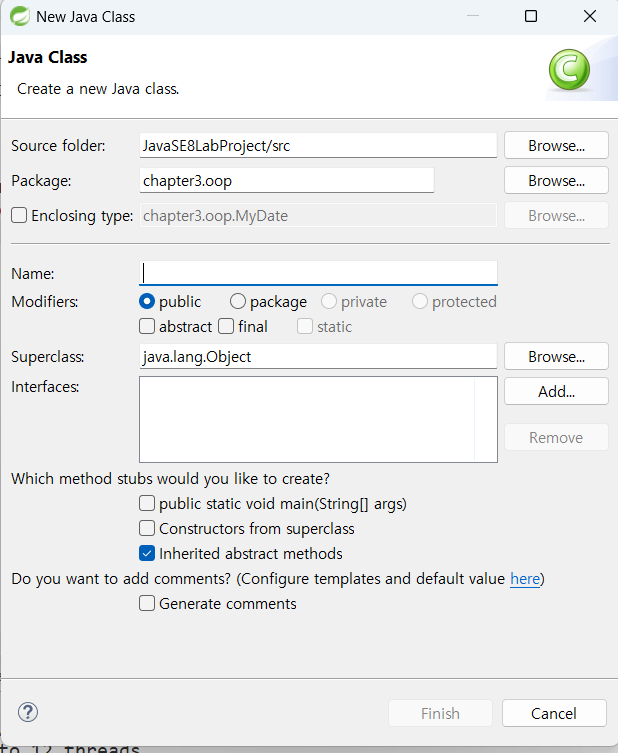 New Java Class
Java Class
Create a new Java class.
Source folder: JavaSE8LabProject/src Browse...
Package: chapter3.oop Browse...
Enclosing type: chapter3.oop.MyDate Browse...
Name:
Modifiers: public package private protected
abstract final static
Superclass: java.lang.Object Browse...
Interfaces: Add...
Remove
Which method stubs would you like to create?
public static void main(String[] args)
Constructors from superclass
Inherited abstract methods
Do you want to add comments? (Configure templates and default value here)
Generate comments
Finish Cancel
to 12 threads